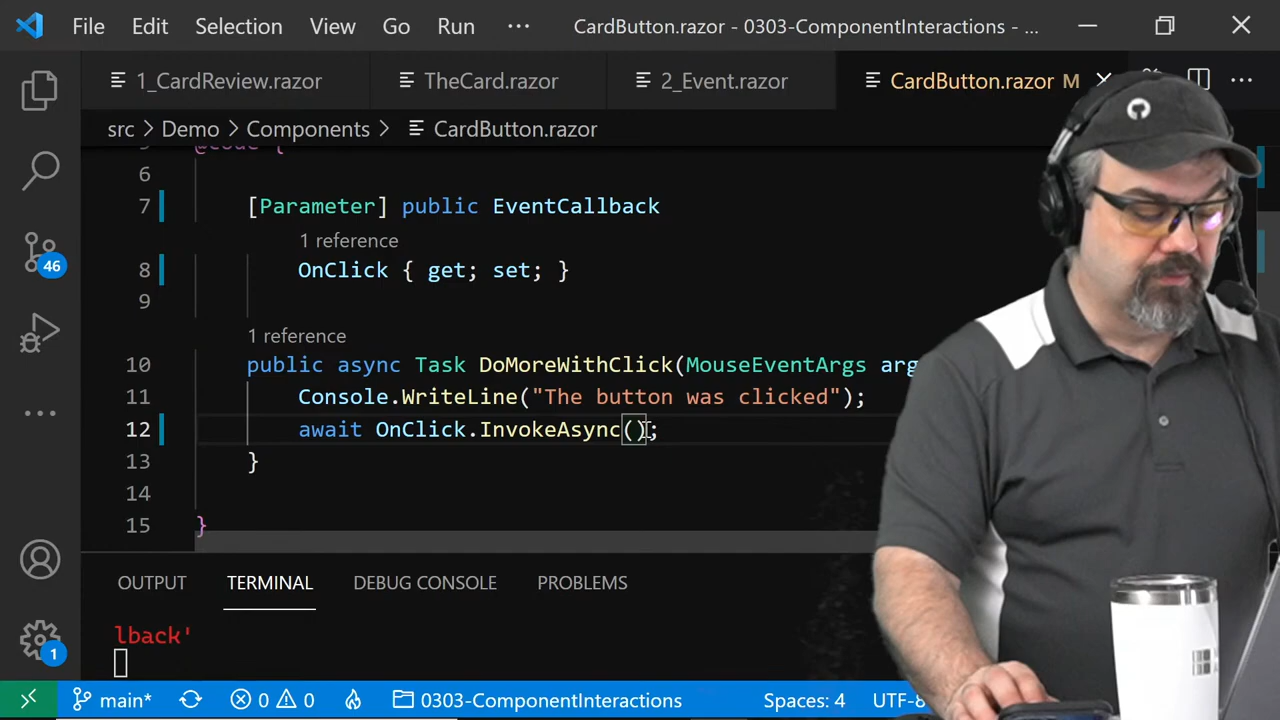 File Edit Selection View Go Run ··· CardButton.razor - 0303-ComponentInteractions - ...
1_CardReview.razor TheCard.razor 2_Event.razor CardButton.razor M
src > Demo > Components > CardButton.razor
6
7 [Parameter] public EventCallback
1 reference
8 OnClick { get; set; }
9
1 reference
10 public async Task DoMoreWithClick(MouseEventArgs arg
11 Console.WriteLine("The button was clicked");
12 await OnClick.InvokeAsync();
13 }
14
15 }
46
OUTPUT TERMINAL DEBUG CONSOLE PROBLEMS
lback'
1
main* 0 0 0303-ComponentInteractions Spaces: 4 UTF-8